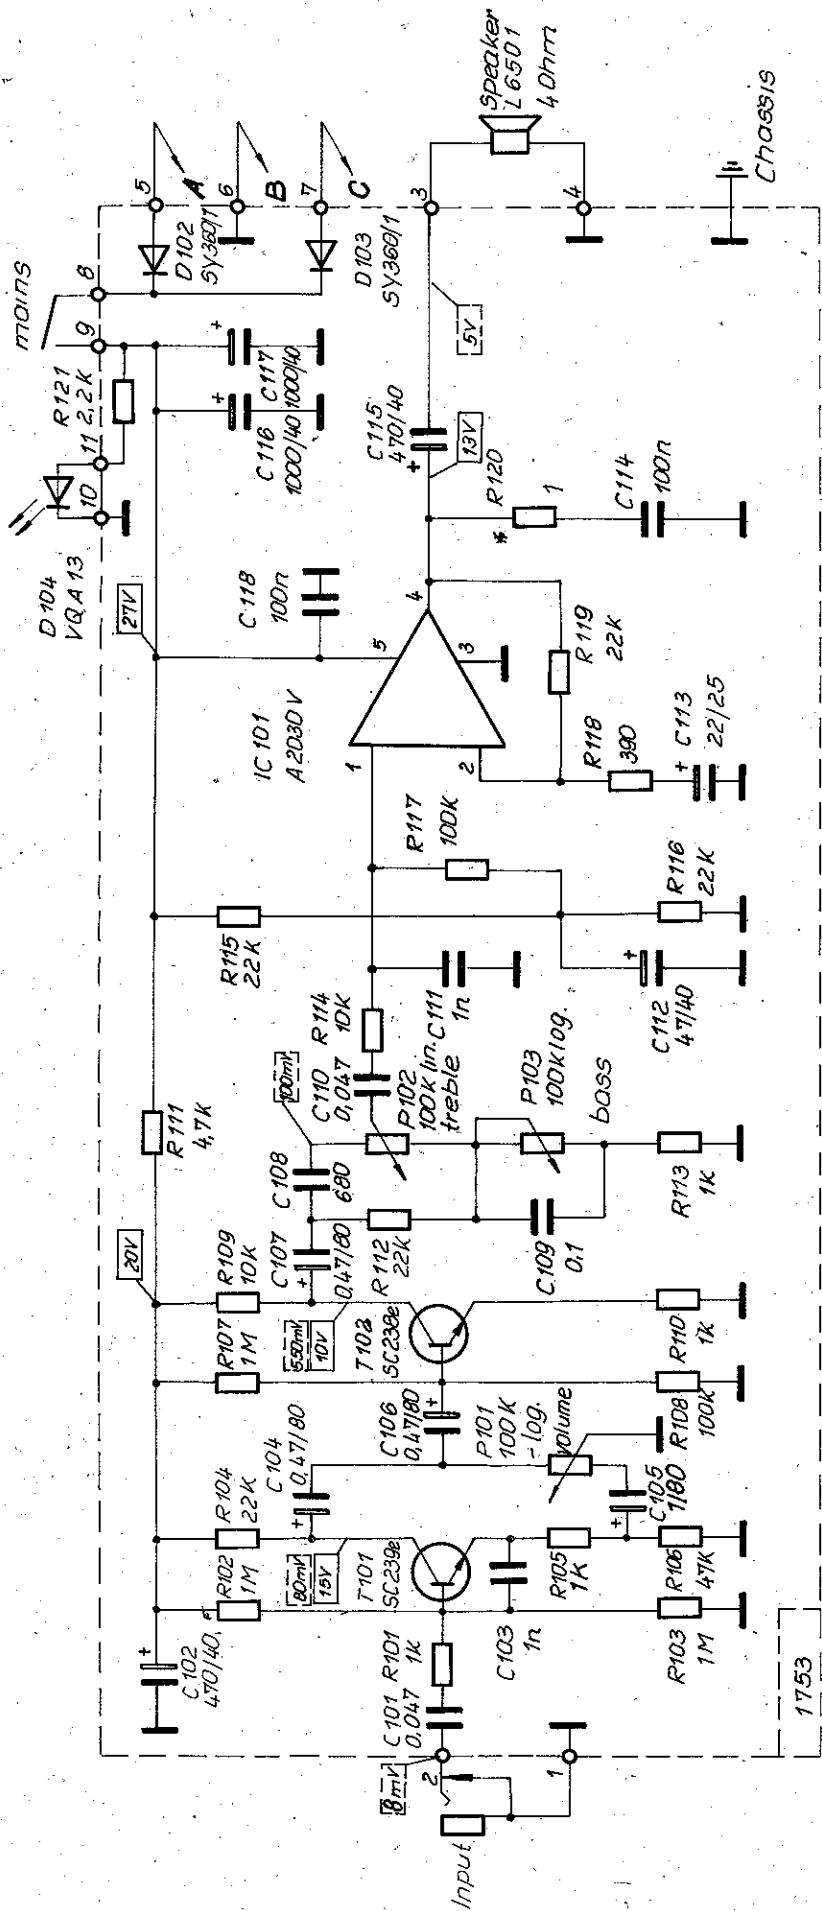 Input
8mV
2
1
C101
0,047
R101
1K
C102
470/40
R102
1M
R104
22K
80mV
15V
T101
SC239e
C103
1n
R103
1M
R105
1K
R106
47K
C104
0,47/80
C105
1/80
P101
100K
-log.
volume
C106
0,47/80
R107
1M
R109
10K
20V
550mV
10V
T102
SC238e
R108
100K
R110
1K
C107
0,47/80
C108
680
100mV
R112
22K
C109
0,1
R111
4,7K
P102
100K lin.
treble
P103
100K log.
bass
R113
1K
C110
0,047
R114
10K
C111
1n
R115
22K
C112
47/40
R116
22K
R117
100K
IC101
A2030V
1
2
3
4
5
R118
390
C113
22/25
R119
22K
C118
100n
27V
D104
VQA13
10
11
R121
2,2K
mains
9
8
C116
1000/40
C117
1000/40
R120
1
C114
100n
13V
C115
470/40
5V
D102
SY360/1
D103
SY360/1
5
A
6
B
7
C
3
4
Speaker
L6501
4 Ohm
Chassis
1753